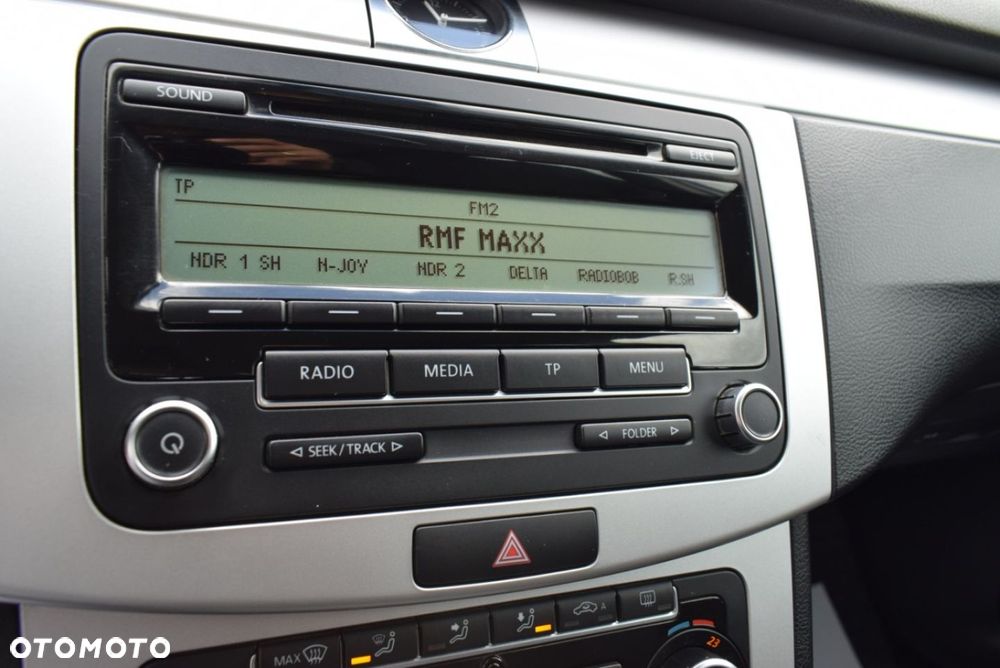 SOUND
EJECT
TP
FM2
RMF MAXX
NDR 1 SH N-JOY NDR 2 DELTA RADIOBOB R.SH
RADIO MEDIA TP MENU
SEEK/TRACK FOLDER
A
MAX
23
OTOMOTO